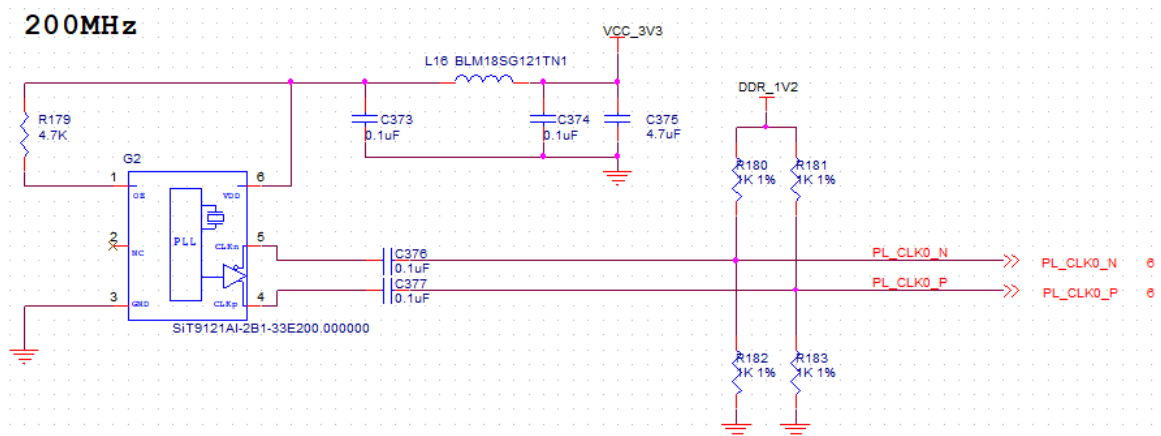 200MHz
VCC_3V3
L16 BLM18SG121TN1
DDR_1V2
R179
4.7K
C373
0.1uF
C374
0.1uF
C375
4.7uF
G2
R180
1K 1%
R181
1K 1%
1
OE
VDD
6
2
NC
PLL
CLKn
5
C376
0.1uF
PL_CLK0_N
PL_CLK0_N 6
3
GND
CLKp
4
C377
0.1uF
PL_CLK0_P
PL_CLK0_P 6
SiT9121AI-2B1-33E200.000000
R182
1K 1%
R183
1K 1%